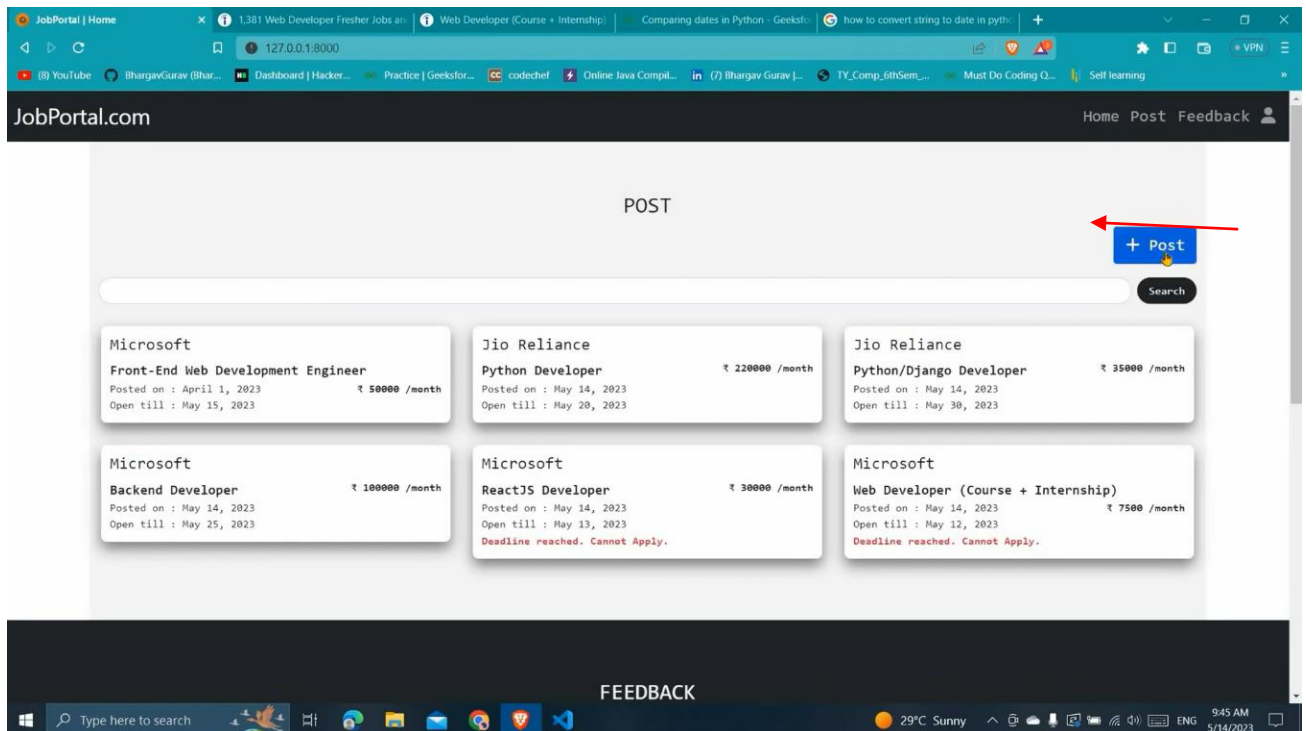 JobPortal | Home
1,381 Web Developer Fresher Jobs an
Web Developer (Course + Internship)
Comparing dates in Python - Geeksfo
how to convert string to date in pyth
127.0.0.1:8000
VPN
(8) YouTube
BhargavGurav (Bhar...
Dashboard | Hacker...
Practice | Geeksfor...
codechef
Online Java Compil...
(7) Bhargav Gurav |...
TY_Comp_6thSem_...
Must Do Coding Q...
Self learning
JobPortal.com
Home Post Feedback
POST
+ Post
Search
Microsoft
Front-End Web Development Engineer
Posted on : April 1, 2023
₹ 50000 /month
Open till : May 15, 2023
Jio Reliance
Python Developer
₹ 220000 /month
Posted on : May 14, 2023
Open till : May 20, 2023
Jio Reliance
Python/Django Developer
₹ 35000 /month
Posted on : May 14, 2023
Open till : May 30, 2023
Microsoft
Backend Developer
₹ 100000 /month
Posted on : May 14, 2023
Open till : May 25, 2023
Microsoft
ReactJS Developer
₹ 30000 /month
Posted on : May 14, 2023
Open till : May 13, 2023
Deadline reached. Cannot Apply.
Microsoft
Web Developer (Course + Internship)
Posted on : May 14, 2023
₹ 7500 /month
Open till : May 12, 2023
Deadline reached. Cannot Apply.
FEEDBACK
Type here to search
29°C Sunny
ENG
9:45 AM
5/14/2023